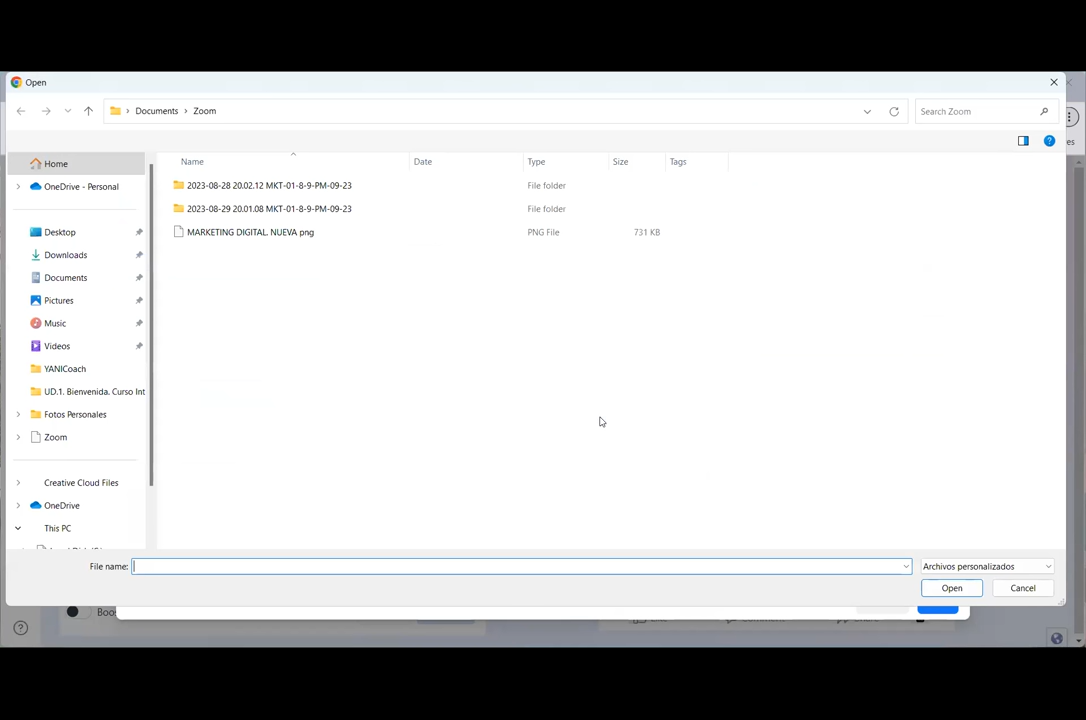 Open
Documents > Zoom
Search Zoom
es
Name Date Type Size Tags
Home
OneDrive - Personal
Desktop
Downloads
Documents
Pictures
Music
Videos
YANICoach
UD.1. Bienvenida. Curso Int
Fotos Personales
Zoom
Creative Cloud Files
OneDrive
This PC
2023-08-28 20.02.12 MKT-01-8-9-PM-09-23 File folder
2023-08-29 20.01.08 MKT-01-8-9-PM-09-23 File folder
MARKETING DIGITAL. NUEVA png PNG File 731 KB
File name:
Archivos personalizados
Open Cancel
Boos